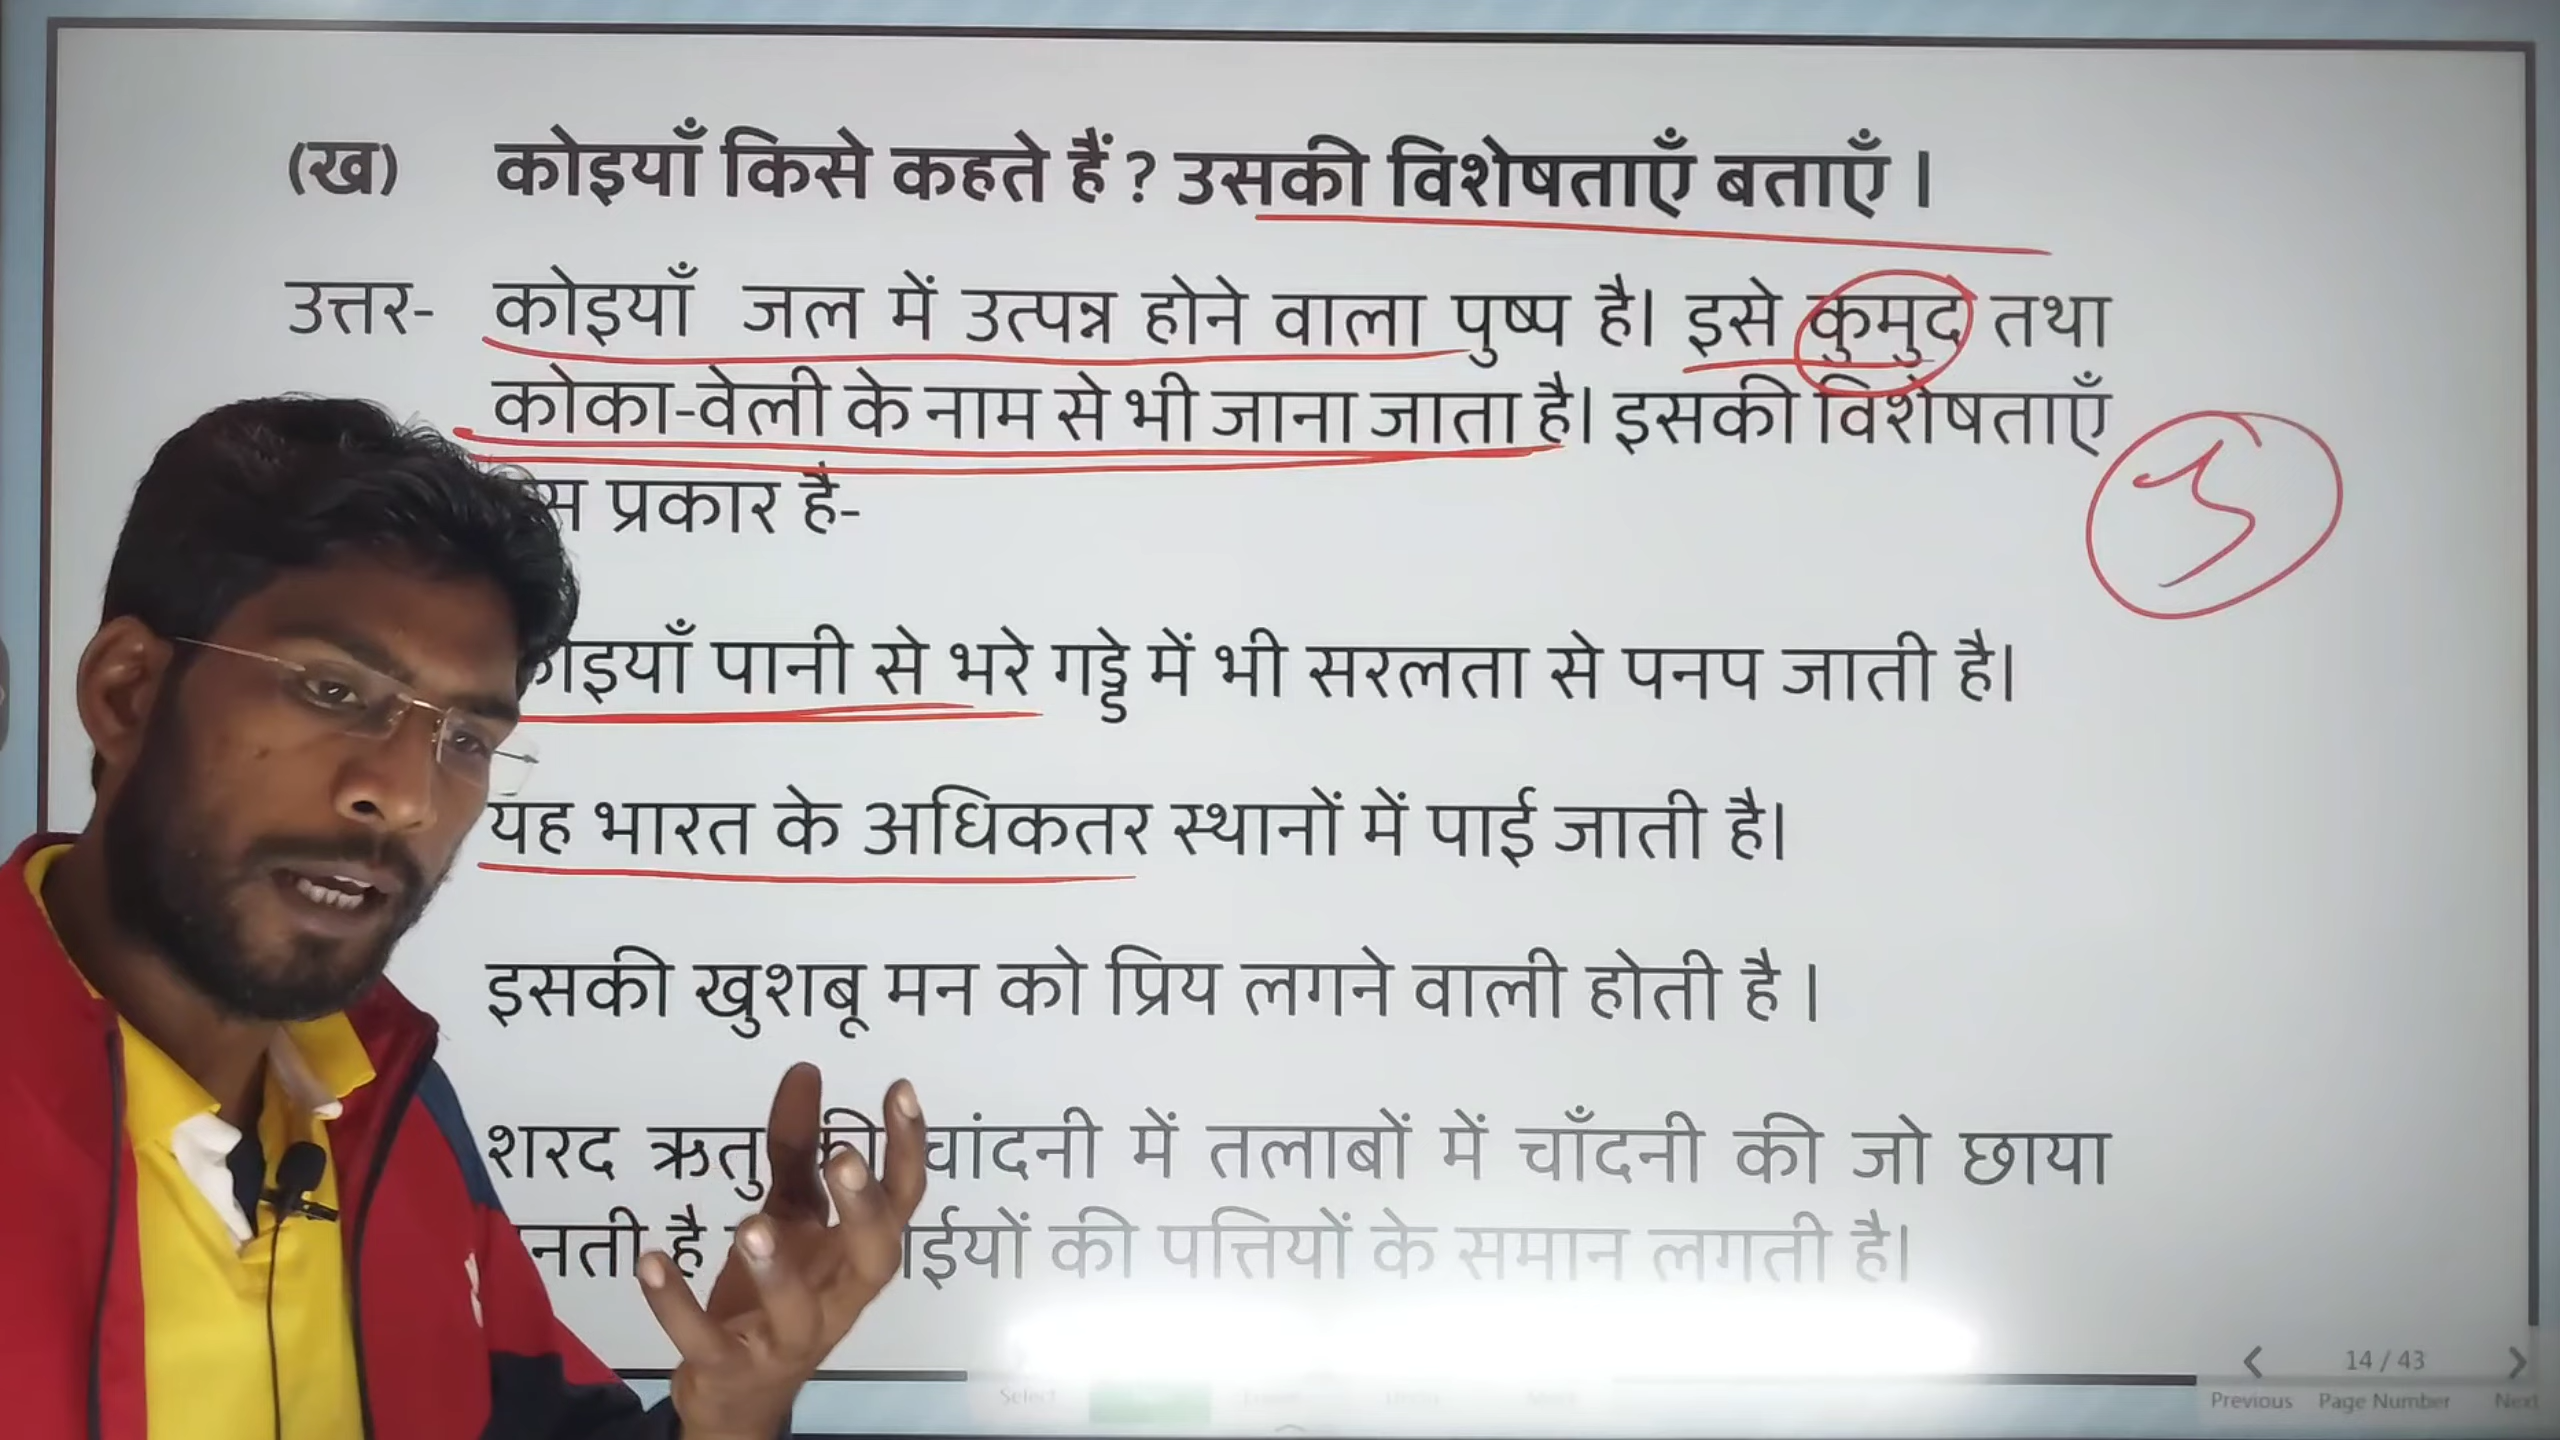 (ख) कोइयाँ किसे कहते हैं ? उसकी विशेषताएँ बताएँ ।
उत्तर- कोइयाँ जल में उत्पन्न होने वाला पुष्प है। इसे कुमुद तथा
कोका-वेली के नाम से भी जाना जाता है। इसकी विशेषताएँ
प्रकार है-
3
पानी से भरे गड्ढे में भी सरलता से पनप जाती है।
यह भारत के अधिकतर स्थानों में पाई जाती है।
इसकी खुशबू मन को प्रिय लगने वाली होती है ।
शरद ऋतु की चांदनी में तलाबों में चाँदनी की जो छाया
है की पत्तियों के समान लगती है।
14 / 43
Previous Page Number Next
Select